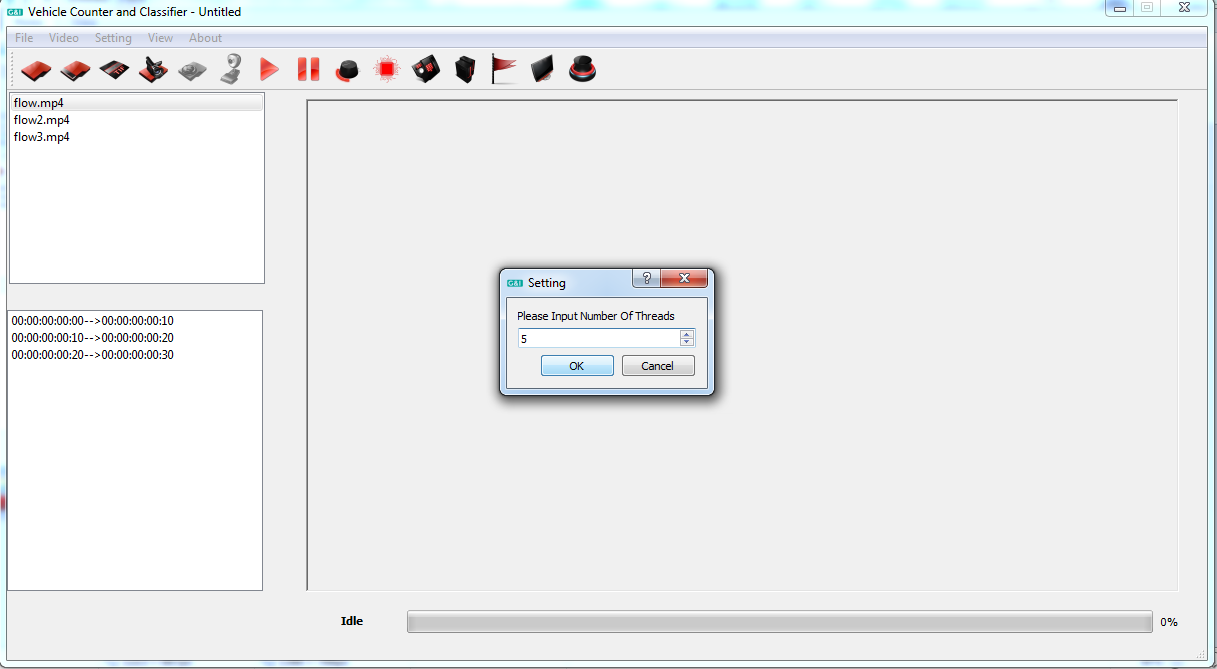 G&I Vehicle Counter and Classifier - Untitled
File Video Setting View About
flow.mp4
flow2.mp4
flow3.mp4
00:00:00:00:00-->00:00:00:00:10
00:00:00:00:10-->00:00:00:00:20
00:00:00:00:20-->00:00:00:00:30
G&I Setting
?
Please Input Number Of Threads
5
OK Cancel
Idle 0%